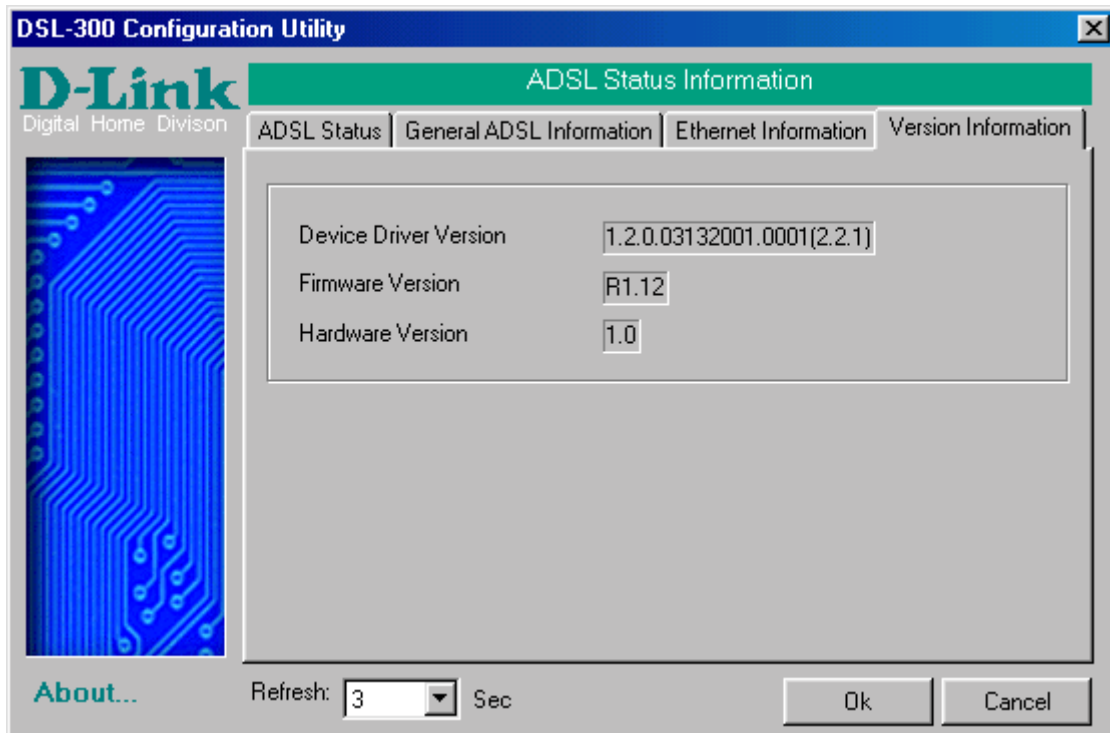 DSL-300 Configuration Utility
D-Link
Digital Home Divison
ADSL Status Information
ADSL Status
General ADSL Information
Ethernet Information
Version Information
Device Driver Version 1.2.0.03132001.0001(2.2.1)
Firmware Version R1.12
Hardware Version 1.0
About...
Refresh: 3 Sec
Ok
Cancel